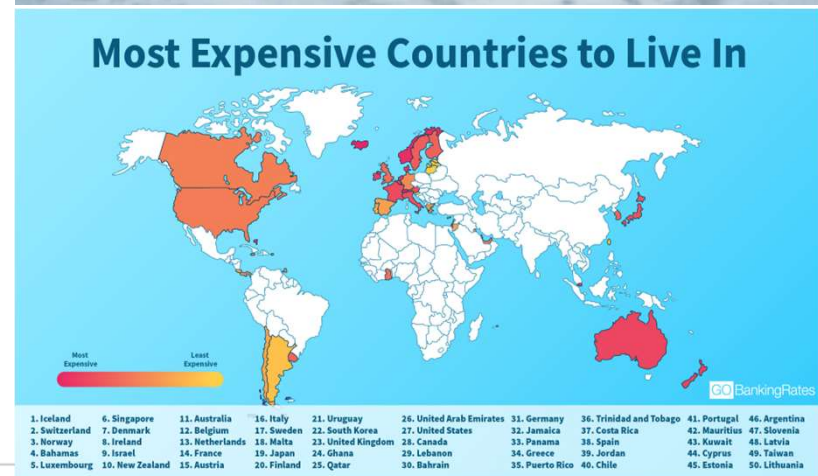 Most Expensive Countries to Live In
Most
Expensive
Least
Expensive
GOBankingRates
1. Iceland
2. Switzerland
3. Norway
4. Bahamas
5. Luxembourg
6. Singapore
7. Denmark
8. Ireland
9. Israel
10. New Zealand
11. Australia
12. Belgium
13. Netherlands
14. France
15. Austria
16. Italy
17. Sweden
18. Malta
19. Japan
20. Finland
21. Uruguay
22. South Korea
23. United Kingdom
24. Ghana
25. Qatar
26. United Arab Emirates
27. United States
28. Canada
29. Lebanon
30. Bahrain
31. Germany
32. Jamaica
33. Panama
34. Greece
35. Puerto Rico
36. Trinidad and Tobago
37. Costa Rica
38. Spain
39. Jordan
40. Chile
41. Portugal
42. Mauritius
43. Kuwait
44. Cyprus
45. Estonia
46. Argentina
47. Slovenia
48. Latvia
49. Taiwan
50. Lithuania